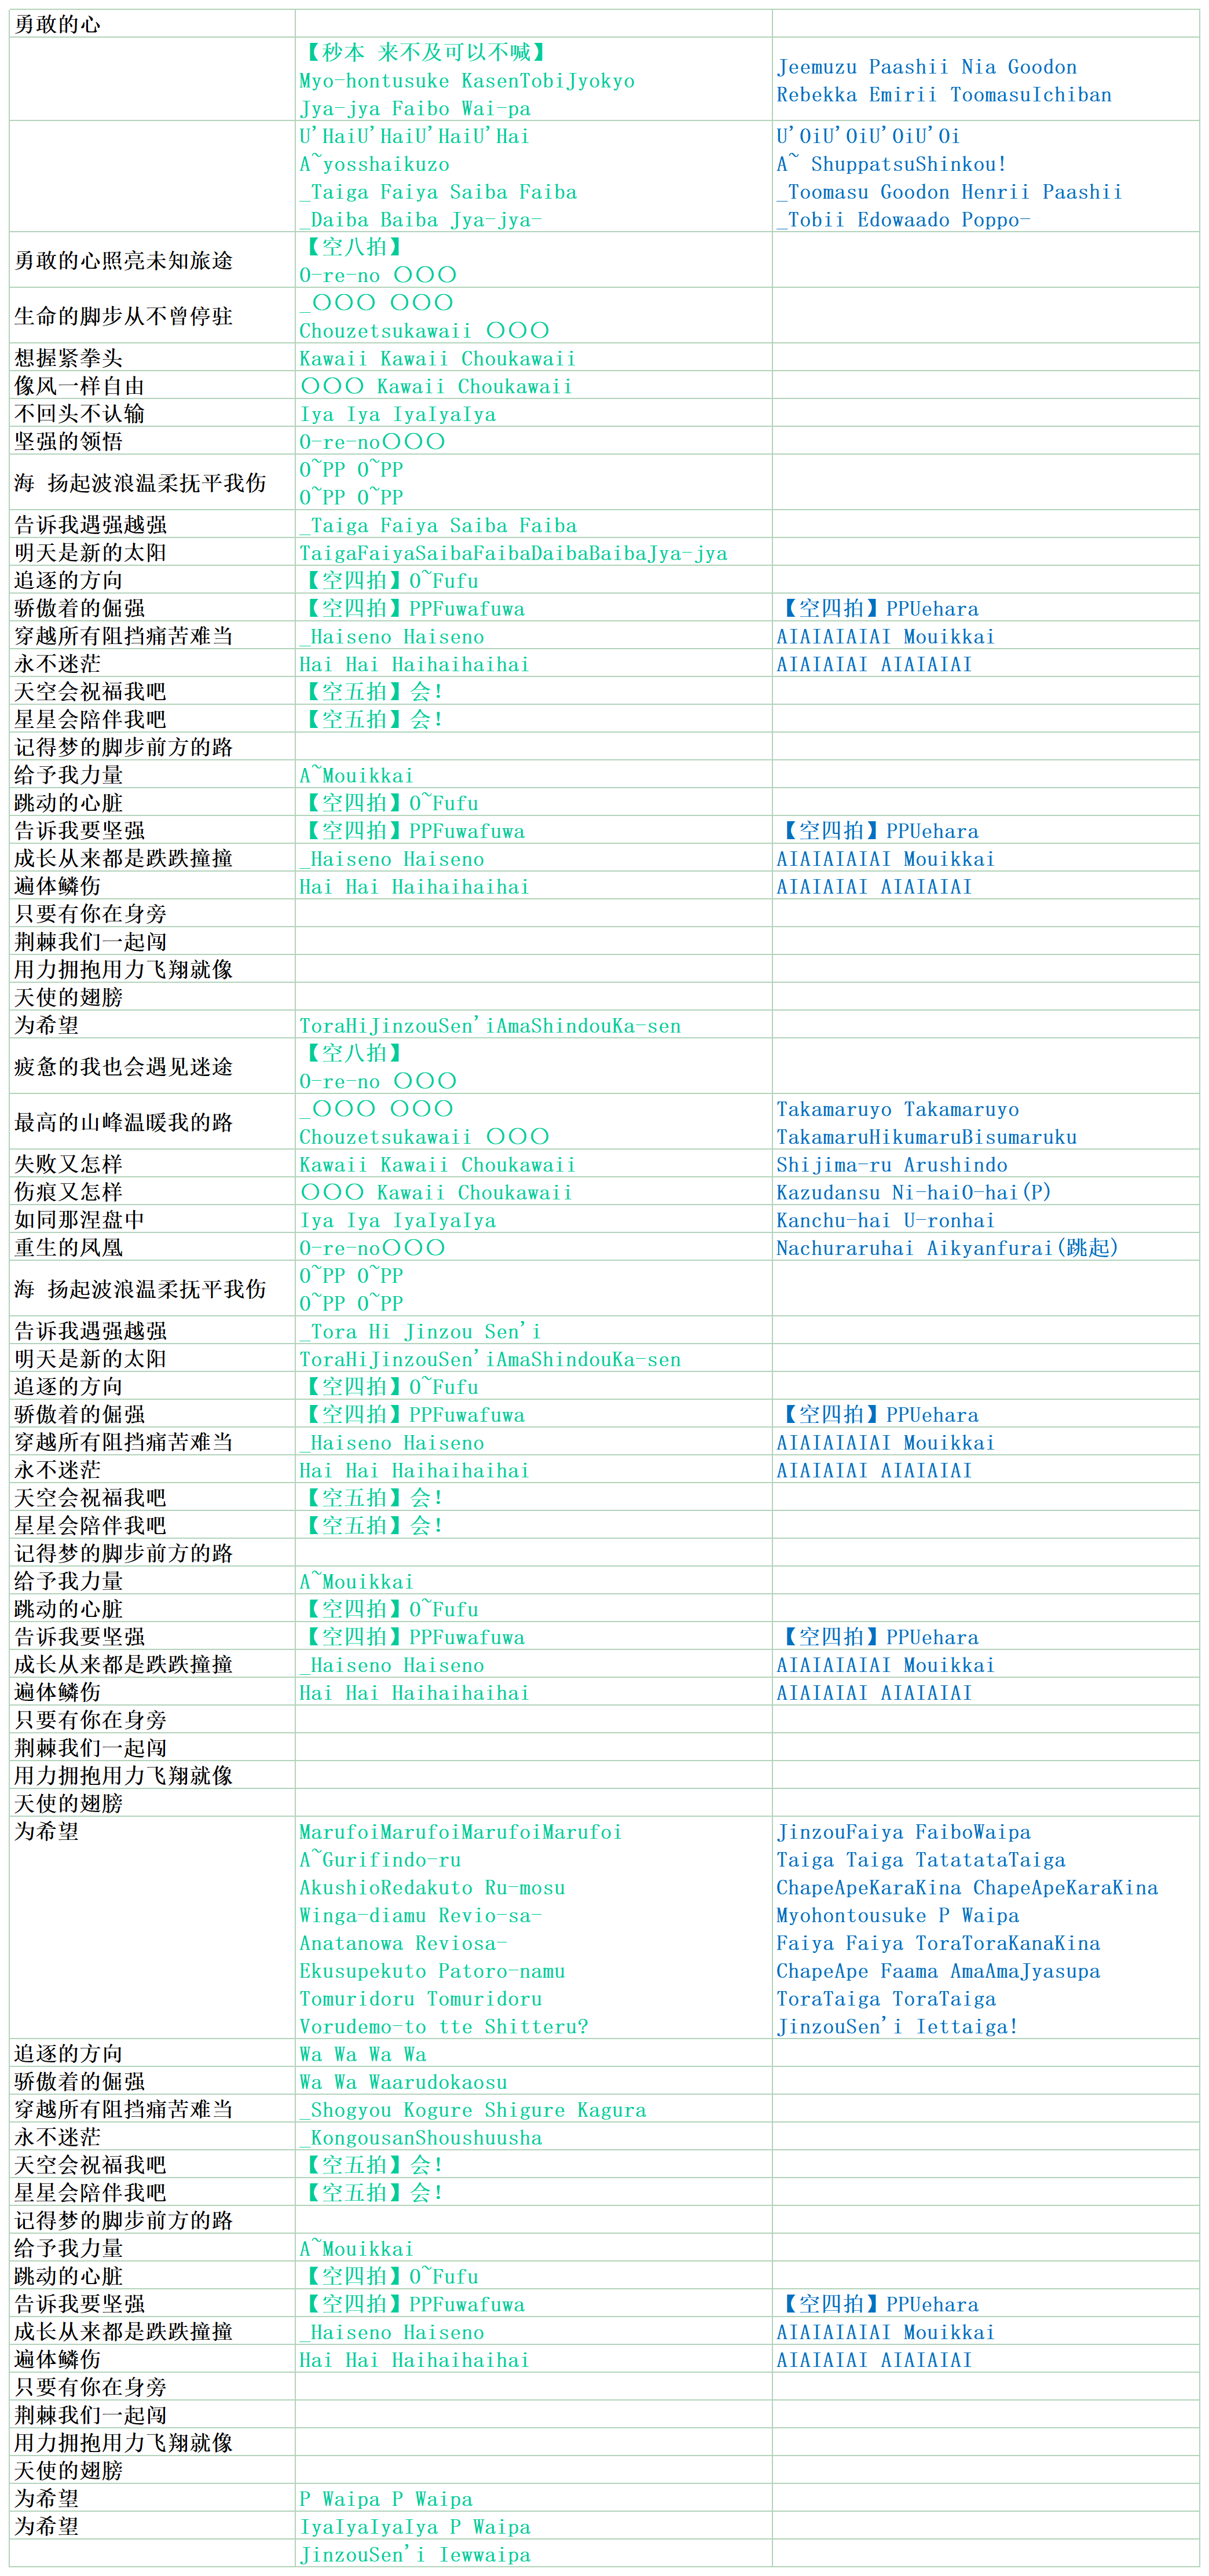 勇敢的心
【秒本 来不及可以不喊】
Myo-hontusuke KasenTobiJyokyo
Jya-jya Faibo Wai-pa
Jeemuzu Paashii Nia Goodon
Rebekka Emirii ToomasuIchiban
U'HaiU'HaiU'HaiU'Hai
A~yosshaikuzo
_Taiga Faiya Saiba Faiba
_Daiba Baiba Jya-jya-
U'OiU'OiU'OiU'Oi
A~ ShuppatsuShinkou!
_Toomasu Goodon Henrii Paashii
_Tobii Edowaado Poppo-
勇敢的心照亮未知旅途
【空八拍】
O-re-no 〇〇〇
生命的脚步从不曾停驻
_〇〇〇 〇〇〇
Chouzetsukawaii 〇〇〇
想握紧拳头
Kawaii Kawaii Choukawaii
像风一样自由
〇〇〇 Kawaii Choukawaii
不回头不认输
Iya Iya IyaIyaIya
坚强的领悟
O-re-no〇〇〇
海 扬起波浪温柔抚平我伤
O~PP O~PP
O~PP O~PP
告诉我遇强越强
_Taiga Faiya Saiba Faiba
明天是新的太阳
TaigaFaiyaSaibaFaibaDaibaBaibaJya-jya
追逐的方向
【空四拍】O~Fufu
骄傲着的倔强
【空四拍】PPFuwafuwa
【空四拍】PPUehara
穿越所有阻挡痛苦难当
_Haiseno Haiseno
AIAIAIAIAI Mouikkai
永不迷茫
Hai Hai Haihaihaihai
AIAIAIAI AIAIAIAI
天空会祝福我吧
【空五拍】会！
星星会陪伴我吧
【空五拍】会！
记得梦的脚步前方的路
给予我力量
A~Mouikkai
跳动的心脏
【空四拍】O~Fufu
告诉我要坚强
【空四拍】PPFuwafuwa
【空四拍】PPUehara
成长从来都是跌跌撞撞
_Haiseno Haiseno
AIAIAIAIAI Mouikkai
遍体鳞伤
Hai Hai Haihaihaihai
AIAIAIAI AIAIAIAI
只要有你在身旁
荆棘我们一起闯
用力拥抱用力飞翔就像
天使的翅膀
为希望
ToraHiJinzouSen'iAmaShindouKa-sen
疲惫的我也会遇见迷途
【空八拍】
O-re-no 〇〇〇
最高的山峰温暖我的路
_〇〇〇 〇〇〇
Chouzetsukawaii 〇〇〇
Takamaruyo Takamaruyo
TakamaruHikumaruBisumaruku
失败又怎样
Kawaii Kawaii Choukawaii
Shijima-ru Arushindo
伤痕又怎样
〇〇〇 Kawaii Choukawaii
Kazudansu Ni-haiO-hai(P)
如同那涅盘中
Iya Iya IyaIyaIya
Kanchu-hai U-ronhai
重生的凤凰
O-re-no〇〇〇
Nachuraruhai Aikyanfurai(跳起)
海 扬起波浪温柔抚平我伤
O~PP O~PP
O~PP O~PP
告诉我遇强越强
_Tora Hi Jinzou Sen'i
明天是新的太阳
ToraHiJinzouSen'iAmaShindouKa-sen
追逐的方向
【空四拍】O~Fufu
骄傲着的倔强
【空四拍】PPFuwafuwa
【空四拍】PPUehara
穿越所有阻挡痛苦难当
_Haiseno Haiseno
AIAIAIAIAI Mouikkai
永不迷茫
Hai Hai Haihaihaihai
AIAIAIAI AIAIAIAI
天空会祝福我吧
【空五拍】会！
星星会陪伴我吧
【空五拍】会！
记得梦的脚步前方的路
给予我力量
A~Mouikkai
跳动的心脏
【空四拍】O~Fufu
告诉我要坚强
【空四拍】PPFuwafuwa
【空四拍】PPUehara
成长从来都是跌跌撞撞
_Haiseno Haiseno
AIAIAIAIAI Mouikkai
遍体鳞伤
Hai Hai Haihaihaihai
AIAIAIAI AIAIAIAI
只要有你在身旁
荆棘我们一起闯
用力拥抱用力飞翔就像
天使的翅膀
为希望
MarufoiMarufoiMarufoiMarufoi
A~Gurifindo-ru
AkushioRedakuto Ru-mosu
Winga-diamu Revio-sa-
Anatanowa Reviosa-
Ekusupekuto Patoro-namu
Tomuridoru Tomuridoru
Vorudemo-to tte Shitteru?
JinzouFaiya FaiboWaipa
Taiga Taiga TatatataTaiga
ChapeApeKaraKina ChapeApeKaraKina
Myohontousuke P Waipa
Faiya Faiya ToraToraKanaKina
ChapeApe Faama AmaAmaJyasupa
ToraTaiga ToraTaiga
JinzouSen'i Iettaiga!
追逐的方向
Wa Wa Wa Wa
骄傲着的倔强
Wa Wa Waarudokaosu
穿越所有阻挡痛苦难当
_Shogyou Kogure Shigure Kagura
永不迷茫
_KongousanShoushuusha
天空会祝福我吧
【空五拍】会！
星星会陪伴我吧
【空五拍】会！
记得梦的脚步前方的路
给予我力量
A~Mouikkai
跳动的心脏
【空四拍】O~Fufu
告诉我要坚强
【空四拍】PPFuwafuwa
【空四拍】PPUehara
成长从来都是跌跌撞撞
_Haiseno Haiseno
AIAIAIAIAI Mouikkai
遍体鳞伤
Hai Hai Haihaihaihai
AIAIAIAI AIAIAIAI
只要有你在身旁
荆棘我们一起闯
用力拥抱用力飞翔就像
天使的翅膀
为希望
P Waipa P Waipa
为希望
IyaIyaIyaIya P Waipa
JinzouSen'i Iewwaipa